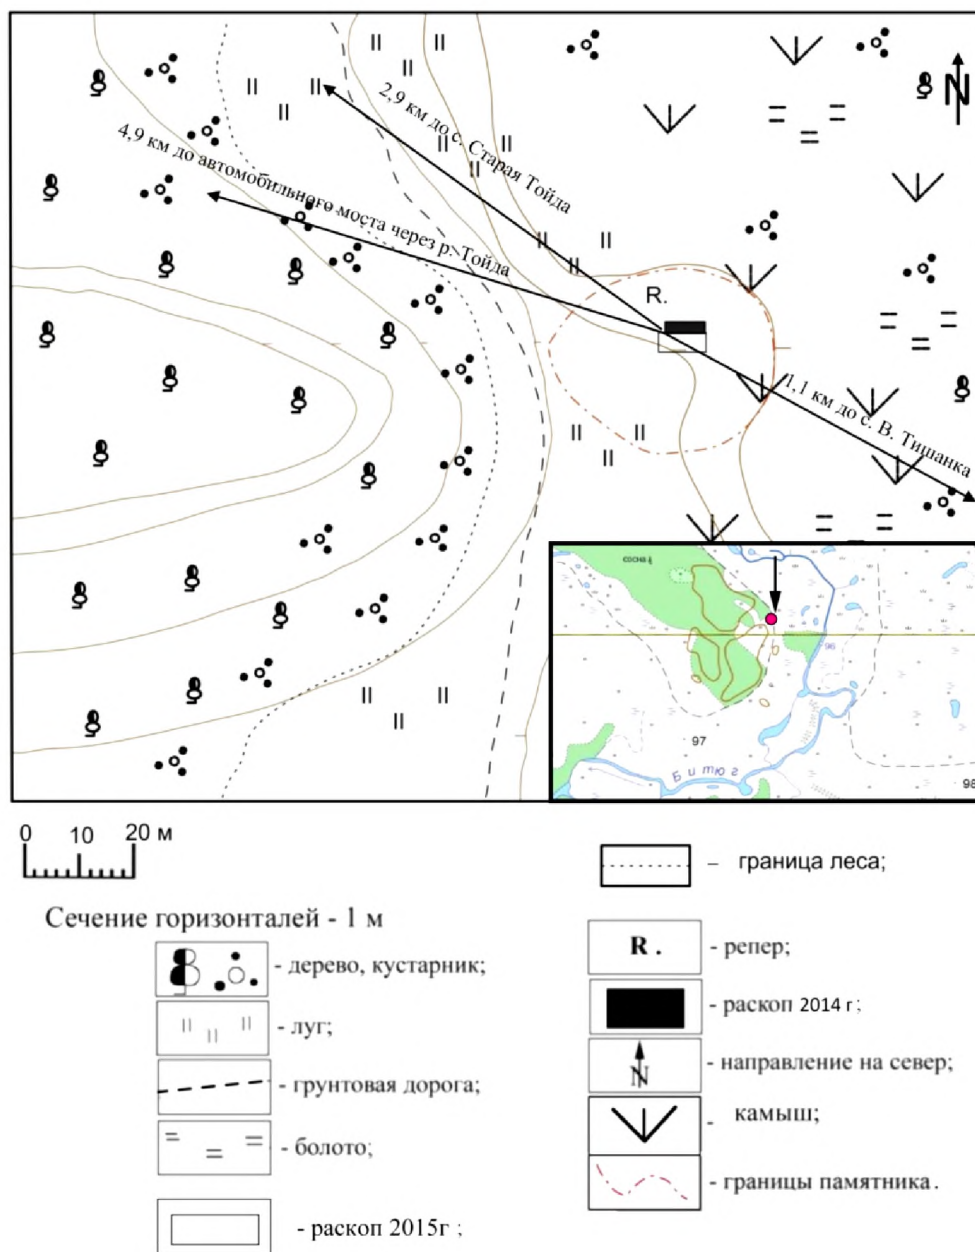 N
2,9 км до с. Старая Тойда
4,9 км до автомобильного моста через р. Тойда
R.
1,1 км до с. В. Тишанка
сосна
96
97
Битюг
98
0 10 20 м
- граница леса;
Сечение горизонталей - 1 м
- дерево, кустарник;
- луг;
- грунтовая дорога;
- болото;
- раскоп 2015г ;
R . - репер;
- раскоп 2014 г ;
N - направление на север;
- камыш;
- границы памятника .